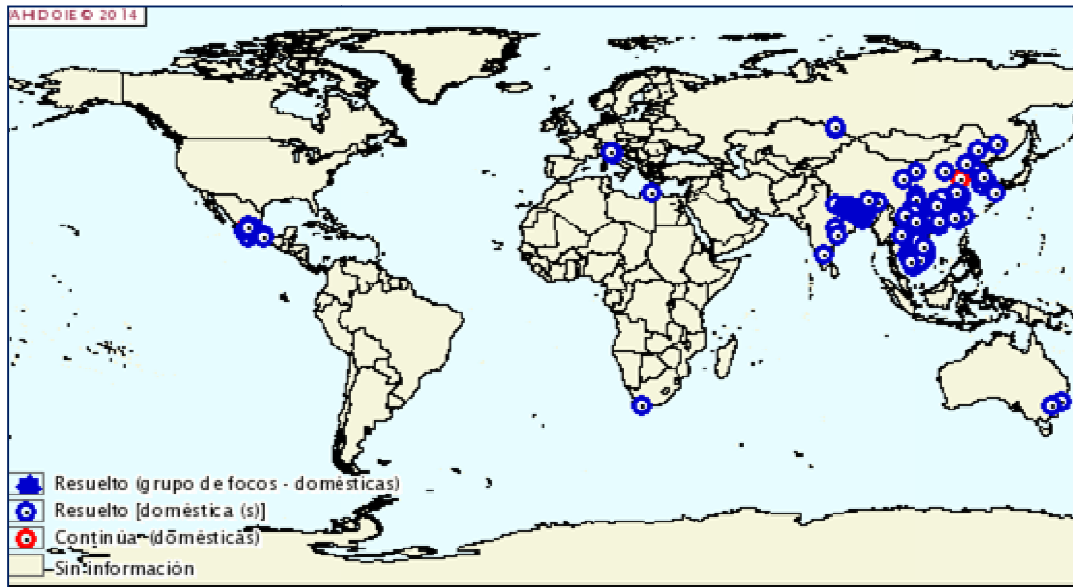 AHDOIE © 2014
Resuelto (grupo de focos - domésticas)
Resuelto [doméstica (s)]
Continúa (domésticas)
Sin información